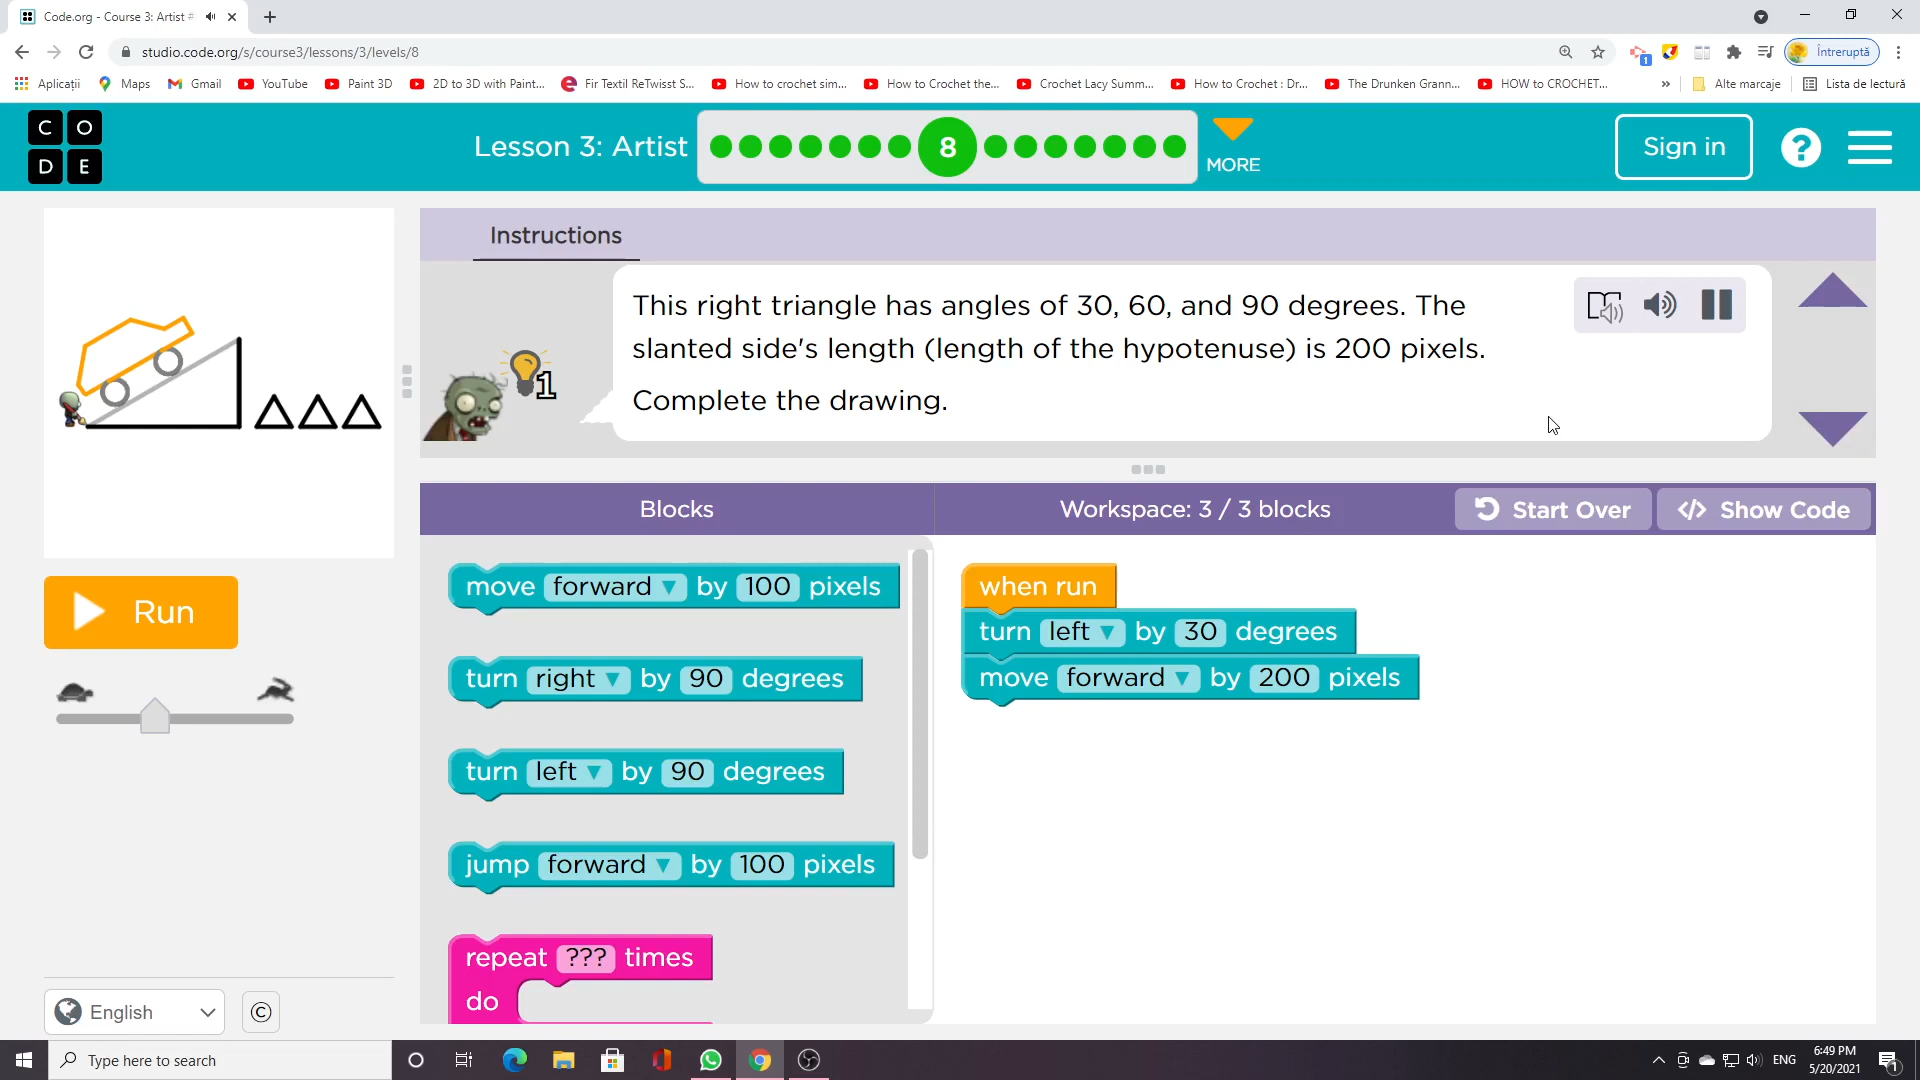 Code.org - Course 3: Artist #
studio.code.org/s/course3/lessons/3/levels/8
1
Întreruptă
Aplicații
Maps
Gmail
YouTube
Paint 3D
2D to 3D with Paint...
Fir Textil ReTwisst S...
How to crochet sim...
How to Crochet the...
Crochet Lacy Summ...
How to Crochet : Dr...
The Drunken Grann...
HOW to CROCHET...
»
Alte marcaje
Lista de lectură
C O
D E
Lesson 3: Artist
8
MORE
Sign in
?
Instructions
This right triangle has angles of 30, 60, and 90 degrees. The
slanted side's length (length of the hypotenuse) is 200 pixels.
Complete the drawing.
1
Blocks
Workspace: 3 / 3 blocks
Start Over
</> Show Code
Run
move forward by 100 pixels
turn right by 90 degrees
turn left by 90 degrees
jump forward by 100 pixels
repeat ??? times
do
when run
turn left by 30 degrees
move forward by 200 pixels
English
©
Type here to search
ENG
6:49 PM
5/20/2021
1